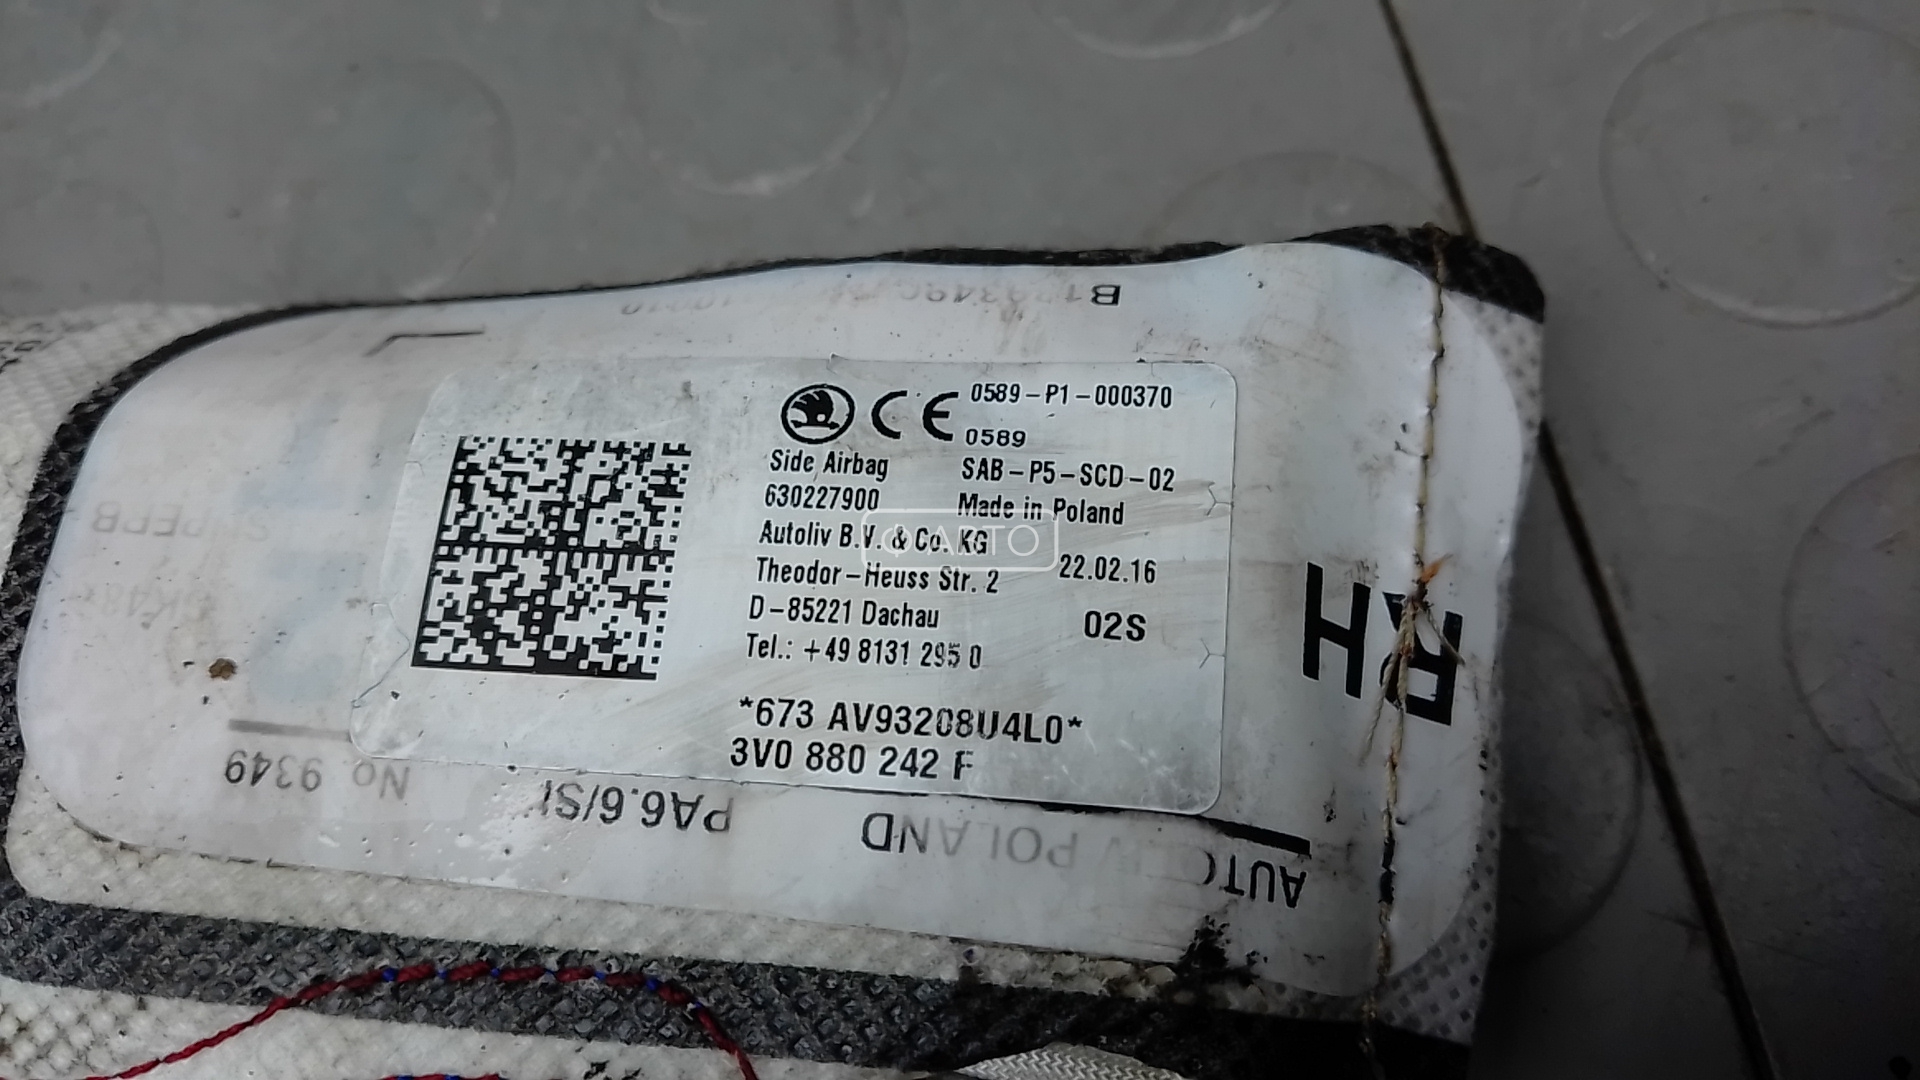 0589-P1-000370
CE
0589
Side Airbag SAB-P5-SCD-02
630227900 Made in Poland
Autoliv B.V. & Co. KG
Theodor-Heuss Str. 2 22.02.16
D-85221 Dachau 02S
Tel.: +49 8131 295 0
*673 AV93208U4L0*
3V0 880 242 F
RH
No. 9349
PA6.6/SI
POLAND
АВТО